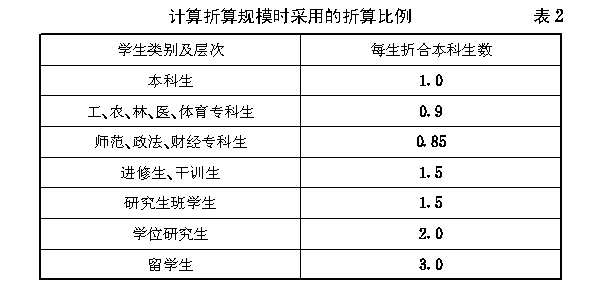 计算折算规模时采用的折算比例 表2
学生类别及层次 每生折合本科生数
本科生 1.0
工、农、林、医、体育专科生 0.9
师范、政法、财经专科生 0.85
进修生、干训生 1.5
研究生班学生 1.5
学位研究生 2.0
留学生 3.0